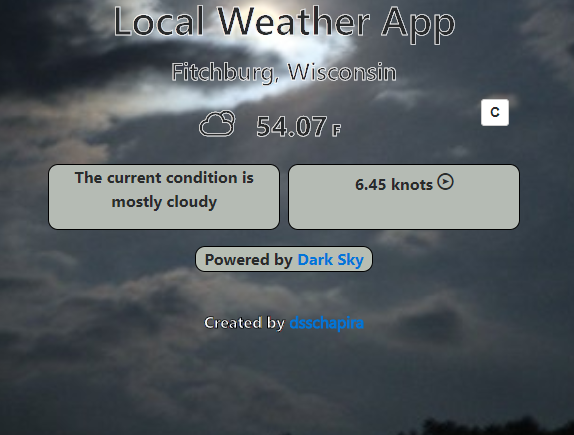 Local Weather App
Fitchburg, Wisconsin
54.07 F
C
The current condition is
mostly cloudy
6.45 knots
Powered by Dark Sky
Created by dsschapira